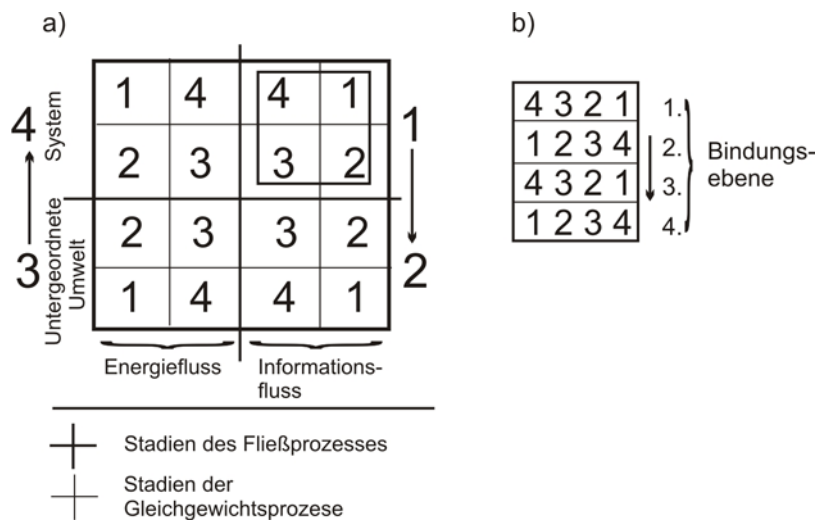 a)
b)
1 4 4 1
2 3 3 2
2 3 3 2
1 4 4 1
4
3
System
Untergeordnete
Umwelt
1
2
Energiefluss
Informations-
fluss
4 3 2 1 1.
1 2 3 4 2.
4 3 2 1 3.
1 2 3 4 4.
Bindungs-
ebene
Stadien des Fließprozesses
Stadien der
Gleichgewichtsprozese